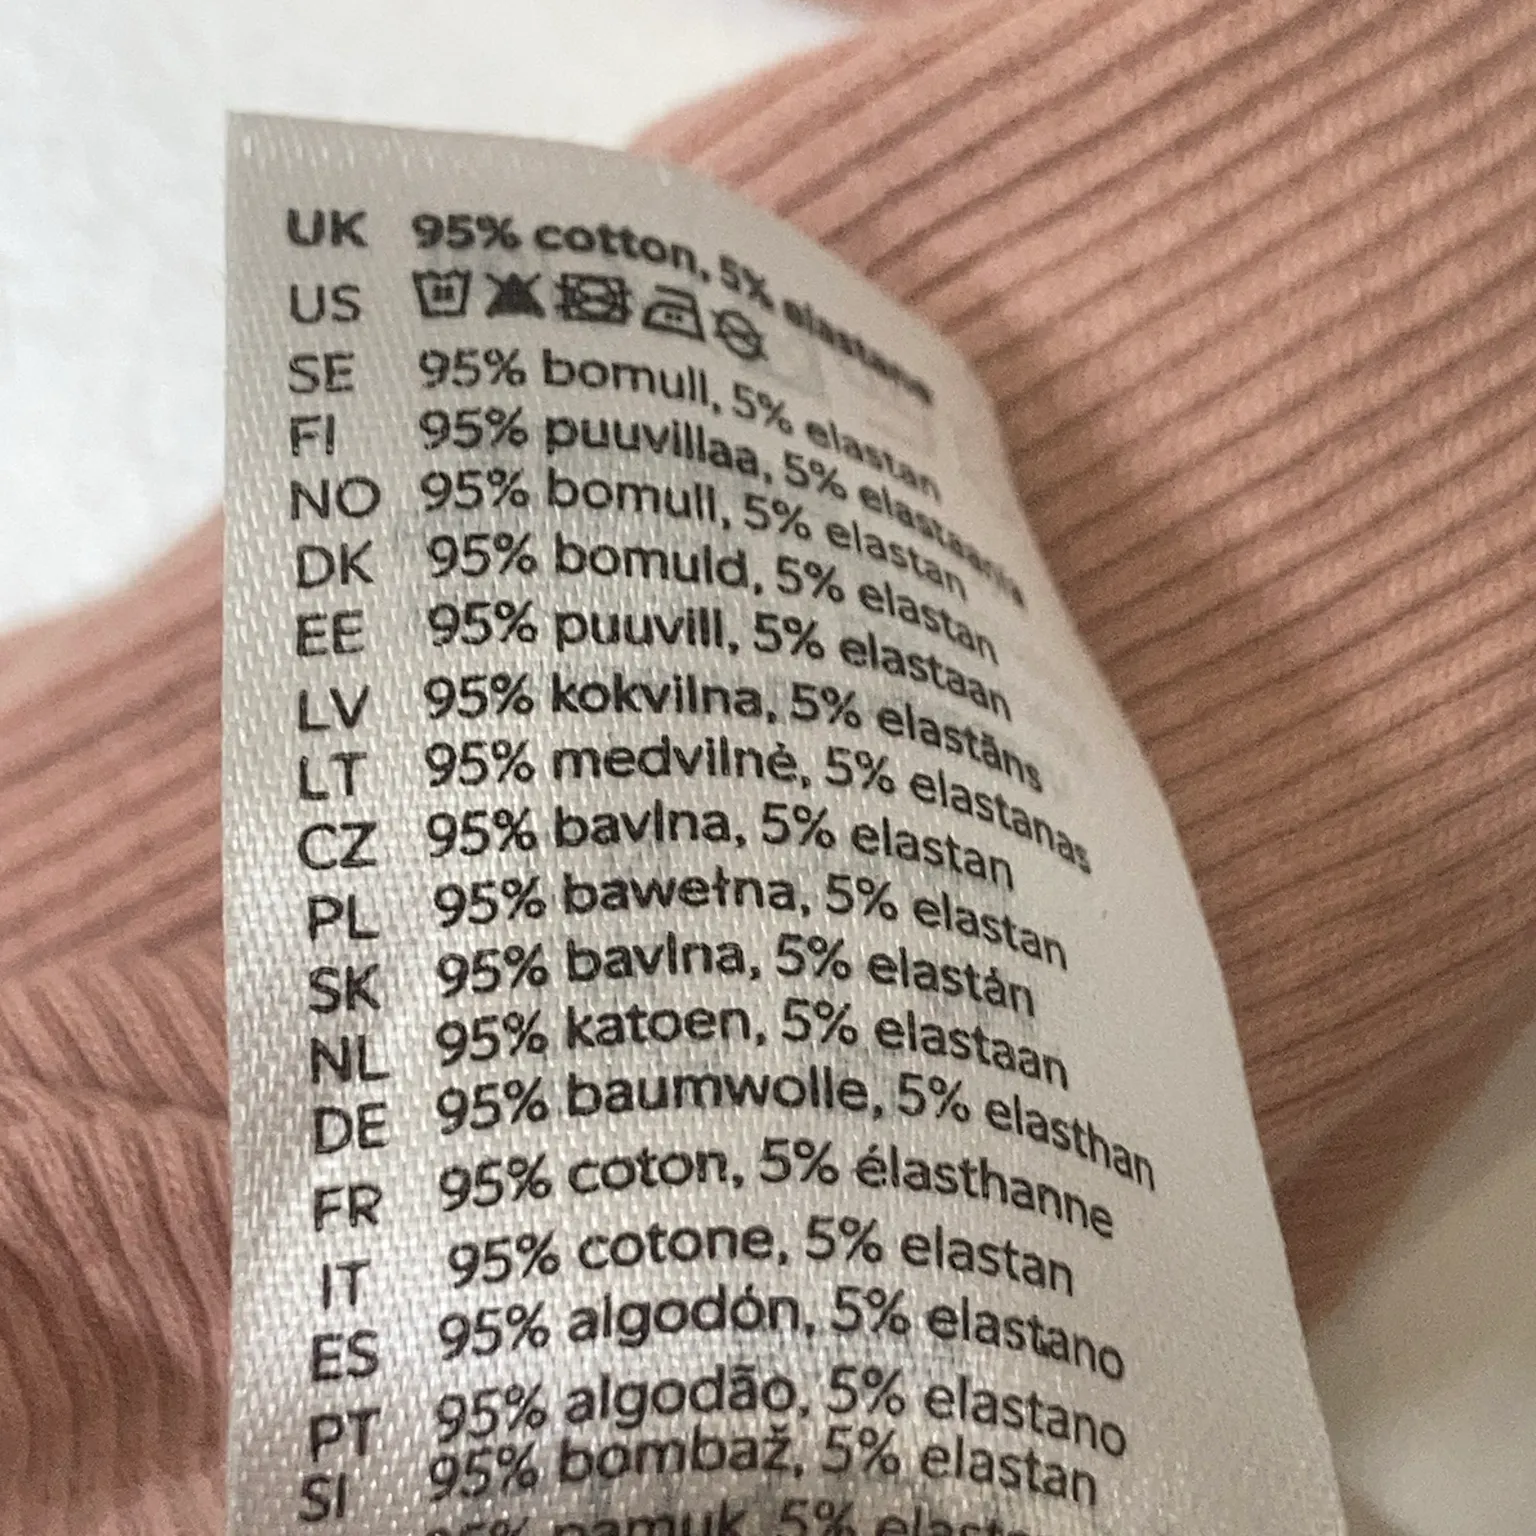 UK 95% cotton, 5% elastane
US
SE 95% bomull, 5% elastan
FI 95% puuvillaa, 5% elastaania
NO 95% bomull, 5% elastan
DK 95% bomuld, 5% elastan
EE 95% puuvill, 5% elastaan
LV 95% kokvilna, 5% elastāns
LT 95% medvilnė, 5% elastanas
CZ 95% bavlna, 5% elastan
PL 95% bawełna, 5% elastan
SK 95% bavlna, 5% elastán
NL 95% katoen, 5% elastaan
DE 95% baumwolle, 5% elasthan
FR 95% coton, 5% élasthanne
IT 95% cotone, 5% elastan
ES 95% algodón, 5% elastano
PT 95% algodão, 5% elastano
SI 95% bombaž, 5% elastan
95% pamuk, 5%